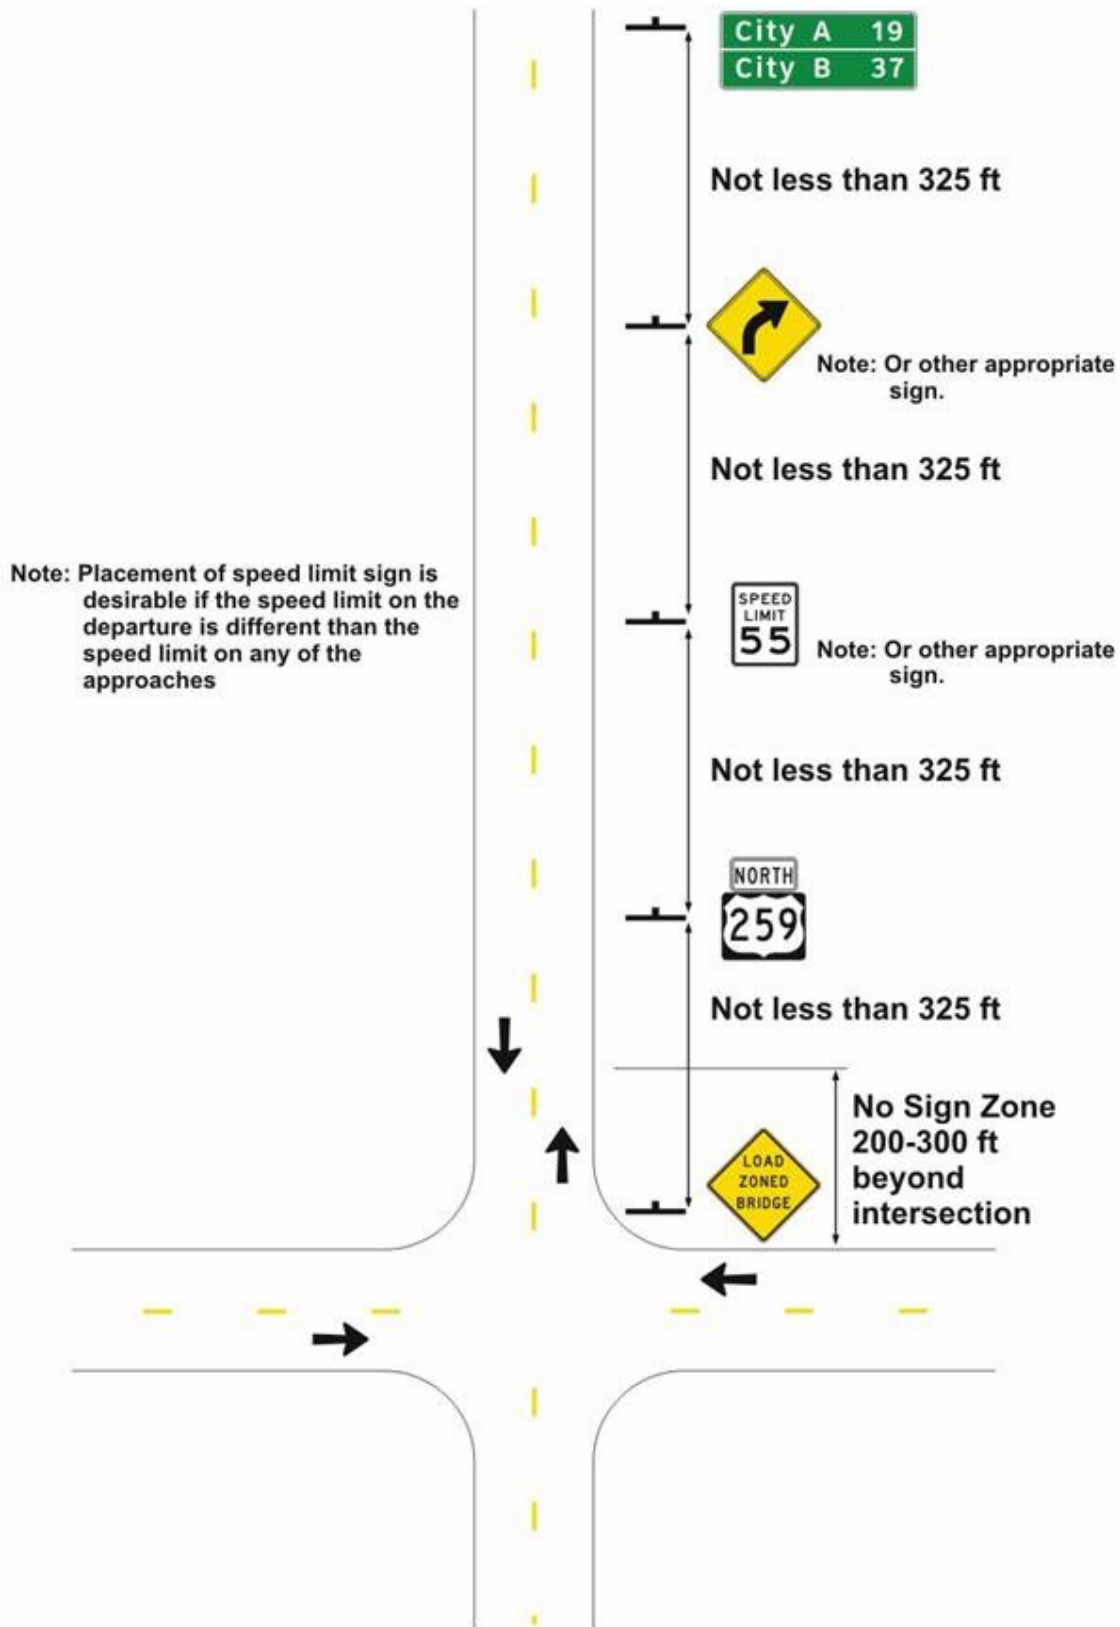 City A 19
City B 37
Not less than 325 ft
Note: Or other appropriate
sign.
Not less than 325 ft
Note: Placement of speed limit sign is
desirable if the speed limit on the
departure is different than the
speed limit on any of the
approaches
SPEED
LIMIT
55
Note: Or other appropriate
sign.
Not less than 325 ft
NORTH
259
Not less than 325 ft
No Sign Zone
200-300 ft
beyond
intersection
LOAD
ZONED
BRIDGE